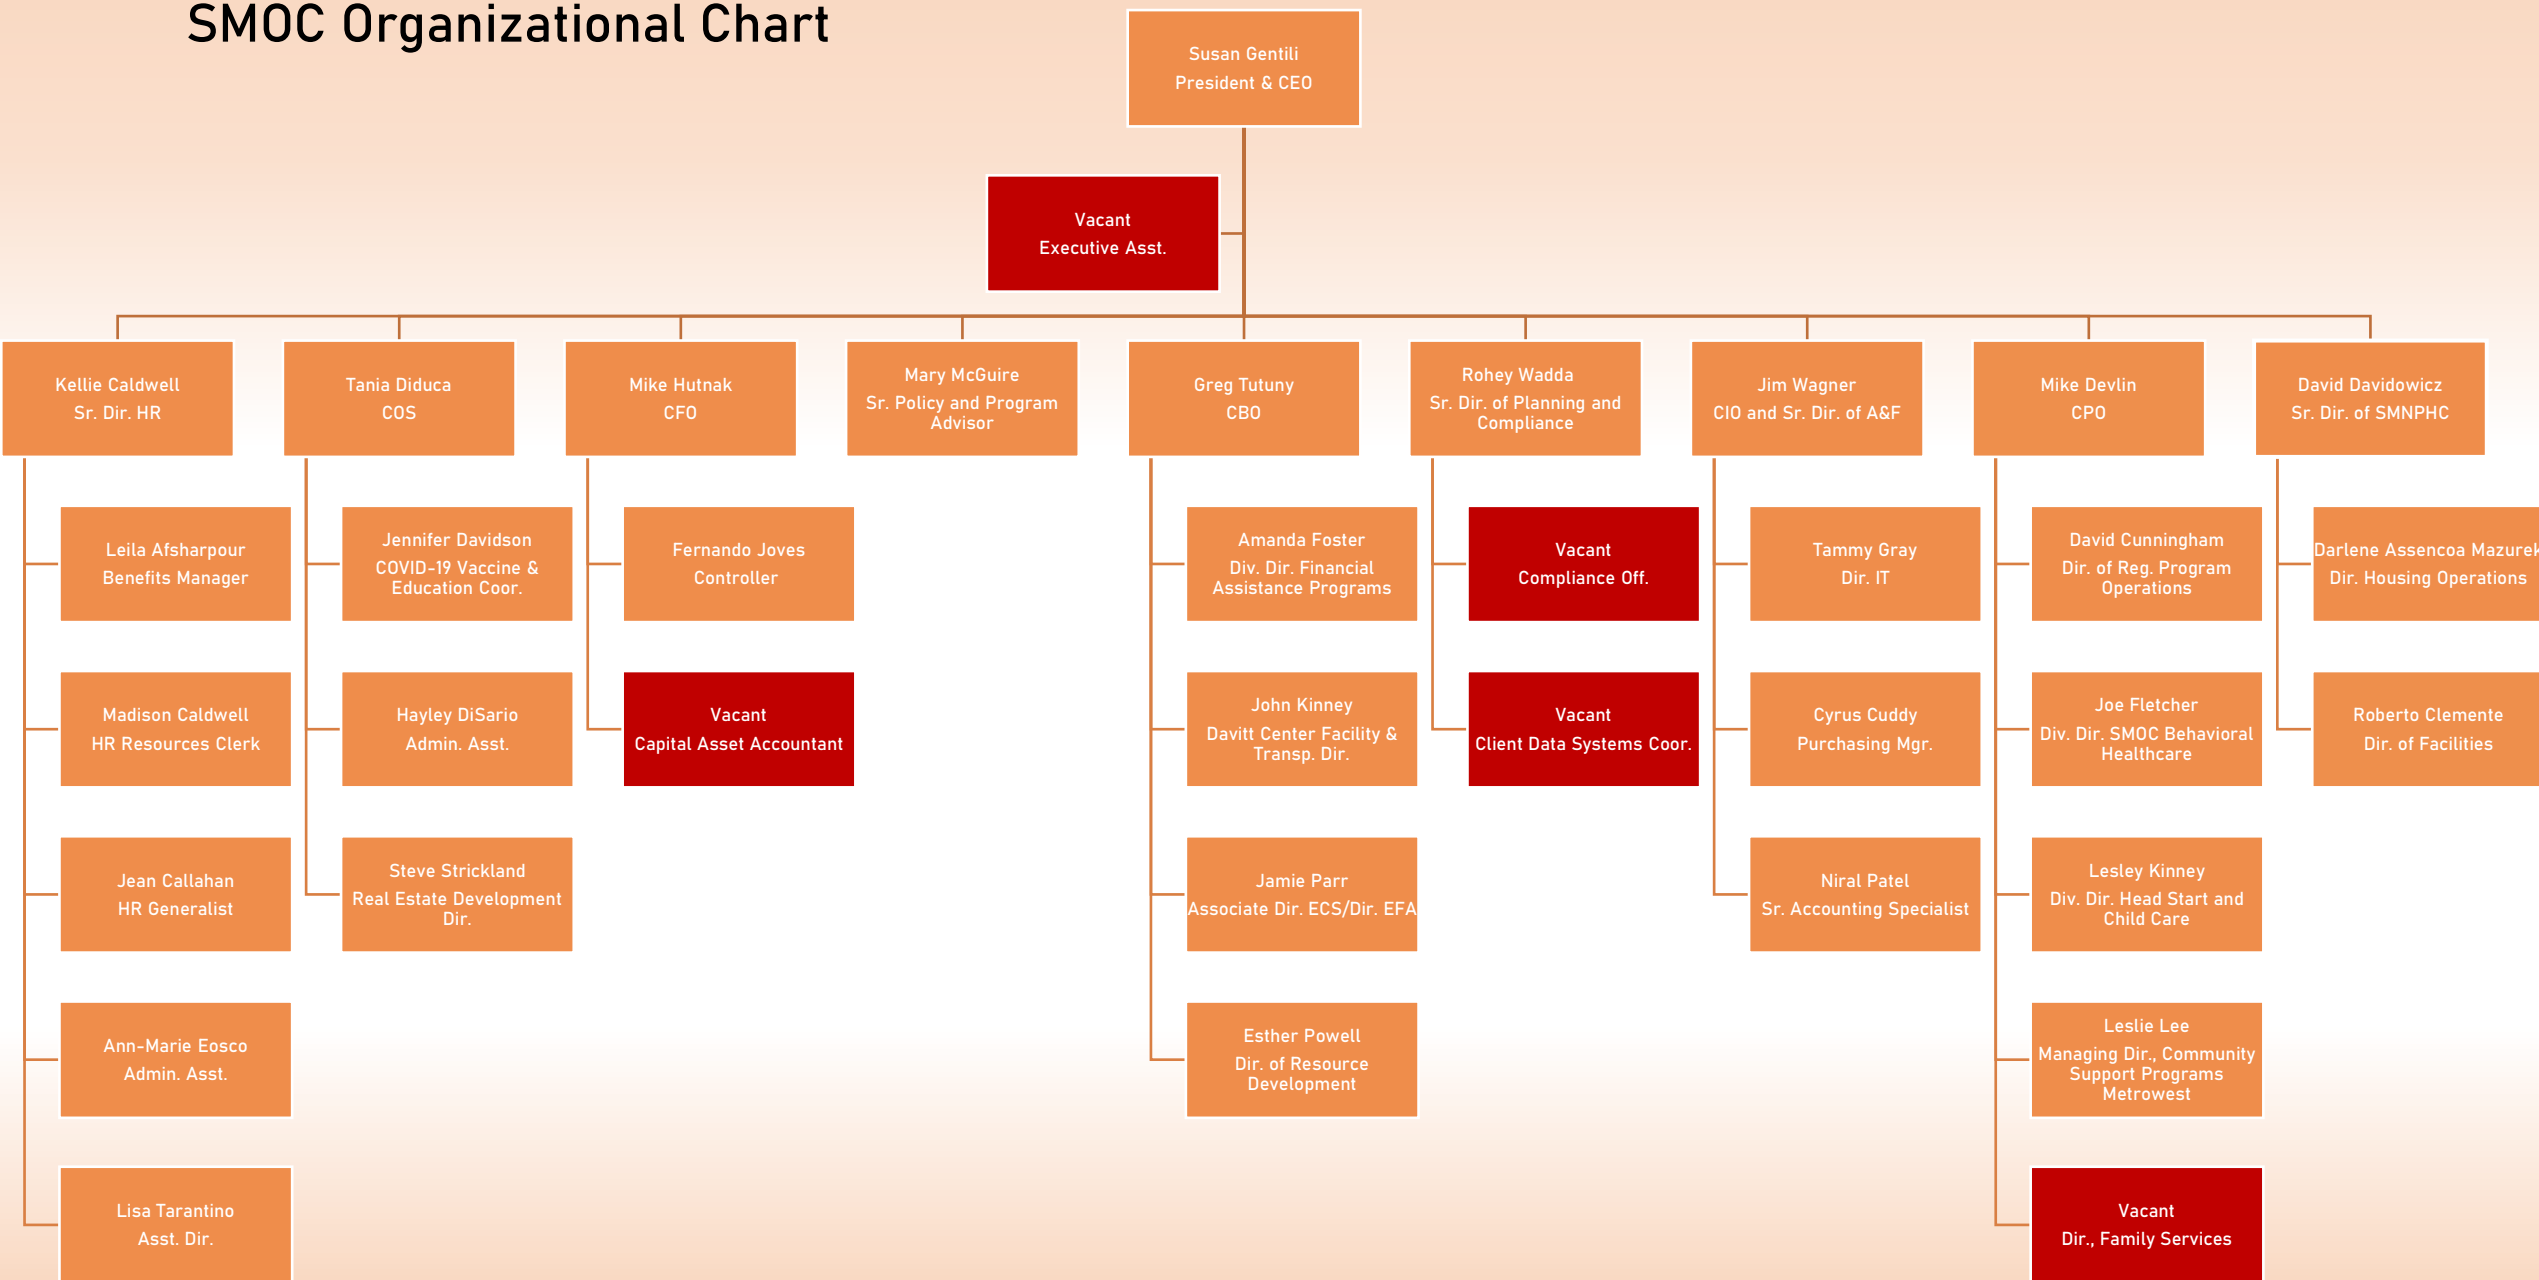 SMOC Organizational Chart
Susan Gentili
President & CEO
Vacant
Executive Asst.
Kellie Caldwell
Sr. Dir. HR
Tania Diduca
COS
Mike Hutnak
CFO
Mary McGuire
Sr. Policy and Program
Advisor
Greg Tutuny
CBO
Rohey Wadda
Sr. Dir. of Planning and
Compliance
Jim Wagner
CIO and Sr. Dir. of A&F
Mike Devlin
CPO
David Davidowicz
Sr. Dir. of SMNPHC
Leila Afsharpour
Benefits Manager
Madison Caldwell
HR Resources Clerk
Jean Callahan
HR Generalist
Ann-Marie Eosco
Admin. Asst.
Lisa Tarantino
Asst. Dir.
Jennifer Davidson
COVID-19 Vaccine &
Education Coor.
Hayley DiSario
Admin. Asst.
Steve Strickland
Real Estate Development
Dir.
Fernando Joves
Controller
Vacant
Capital Asset Accountant
Amanda Foster
Div. Dir. Financial
Assistance Programs
John Kinney
Davitt Center Facility &
Transp. Dir.
Jamie Parr
Associate Dir. ECS/Dir. EFA
Esther Powell
Dir. of Resource
Development
Vacant
Compliance Off.
Vacant
Client Data Systems Coor.
Tammy Gray
Dir. IT
Cyrus Cuddy
Purchasing Mgr.
Niral Patel
Sr. Accounting Specialist
David Cunningham
Dir. of Reg. Program
Operations
Joe Fletcher
Div. Dir. SMOC Behavioral
Healthcare
Lesley Kinney
Div. Dir. Head Start and
Child Care
Leslie Lee
Managing Dir., Community
Support Programs
Metrowest
Vacant
Dir., Family Services
Darlene Assencoa Mazurek
Dir. Housing Operations
Roberto Clemente
Dir. of Facilities